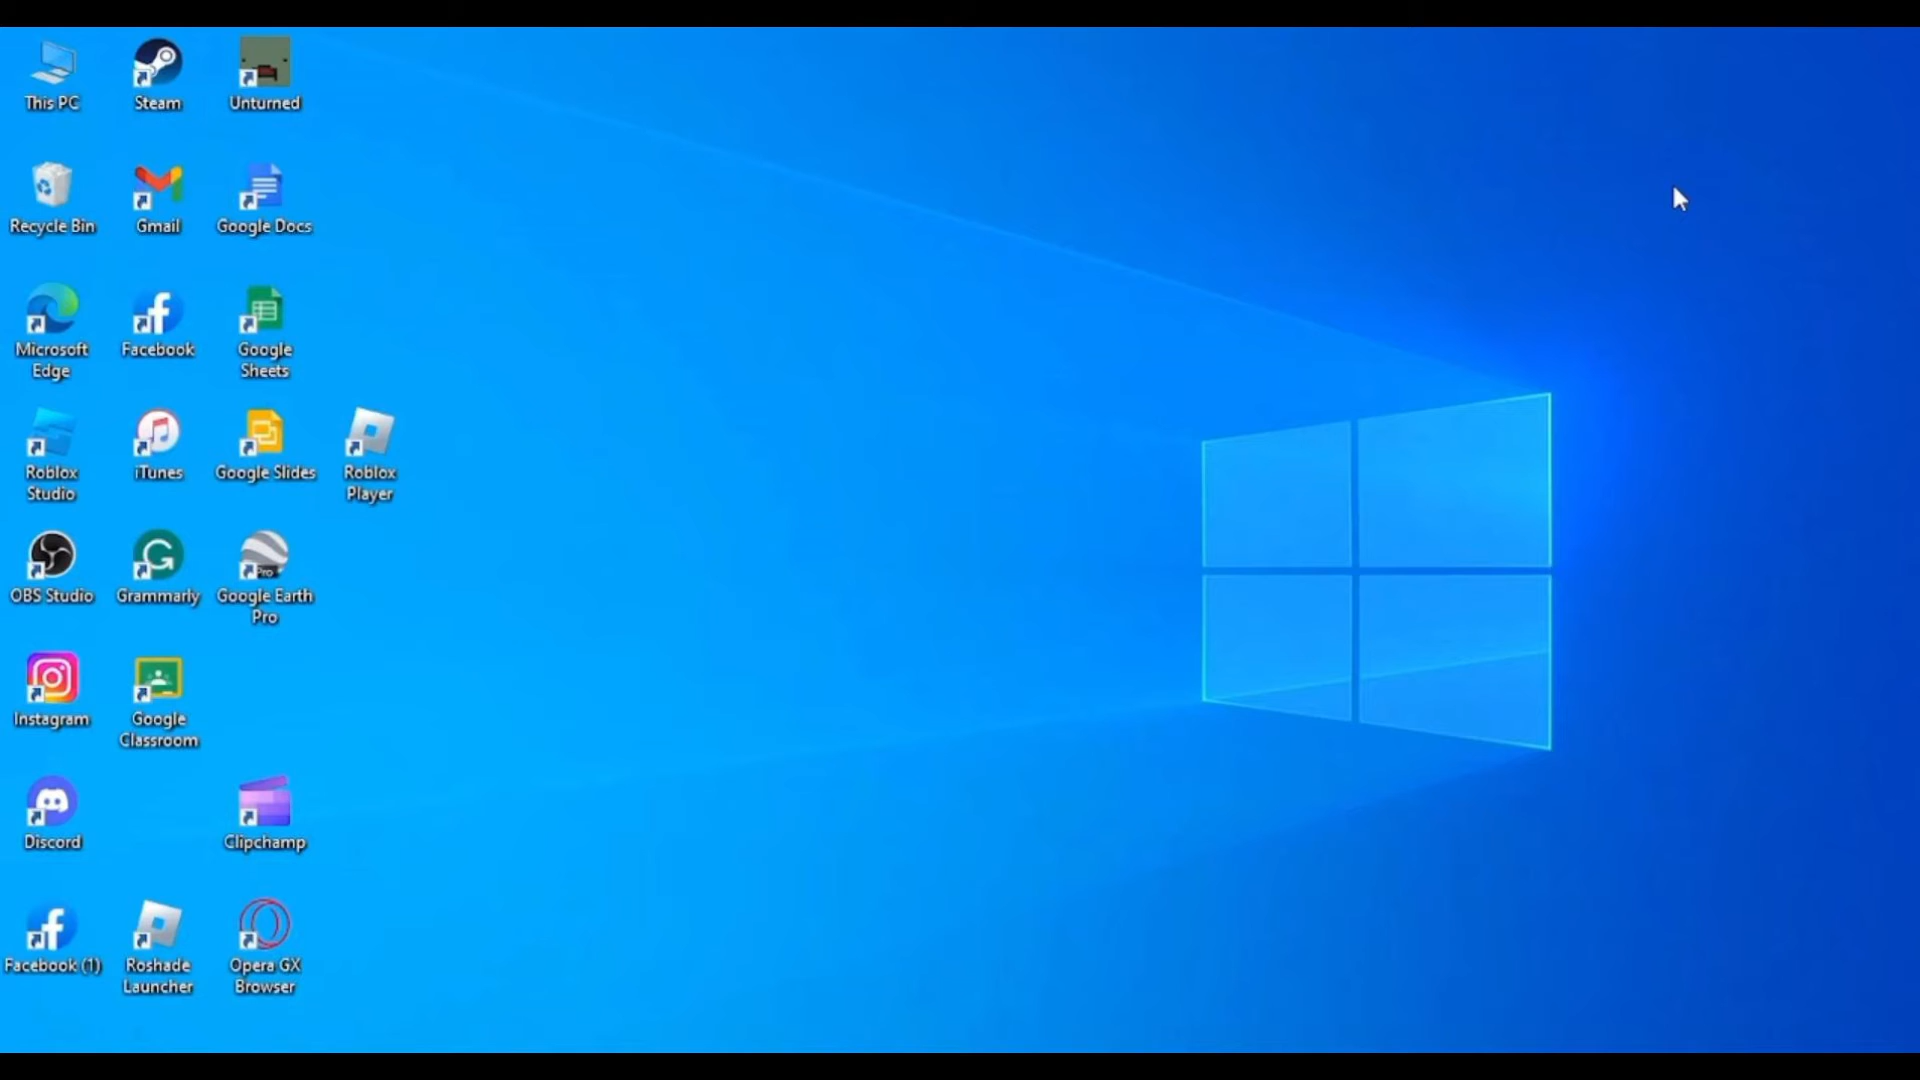 This PC
Steam
Unturned
Recycle Bin
Gmail
Google Docs
Microsoft
Edge
Facebook
Google
Sheets
Roblox
Studio
iTunes
Google Slides
Roblox
Player
OBS Studio
Grammarly
Pro
Google Earth
Pro
Instagram
Google
Classroom
Discord
Clipchamp
Facebook (1)
Roshade
Launcher
Opera GX
Browser